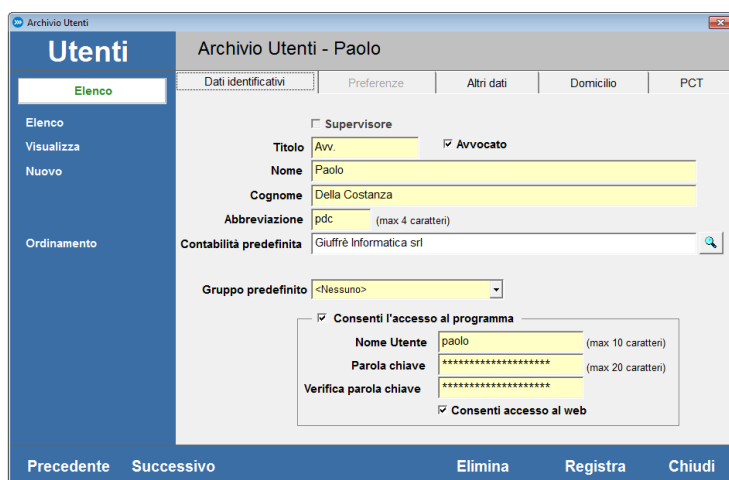 Archivio Utenti
Utenti
Archivio Utenti - Paolo
Elenco
Dati identificativi Preferenze Altri dati Domicilio PCT
Elenco
Visualizza
Nuovo
Ordinamento
Supervisore
Titolo Avv. Avvocato
Nome Paolo
Cognome Della Costanza
Abbreviazione pdc (max 4 caratteri)
Contabilità predefinita Giuffrè Informatica srl
Gruppo predefinito <Nessuno>
Consenti l'accesso al programma
Nome Utente paolo (max 10 caratteri)
Parola chiave ******************** (max 20 caratteri)
Verifica parola chiave ********************
Consenti accesso al web
Precedente Successivo Elimina Registra Chiudi